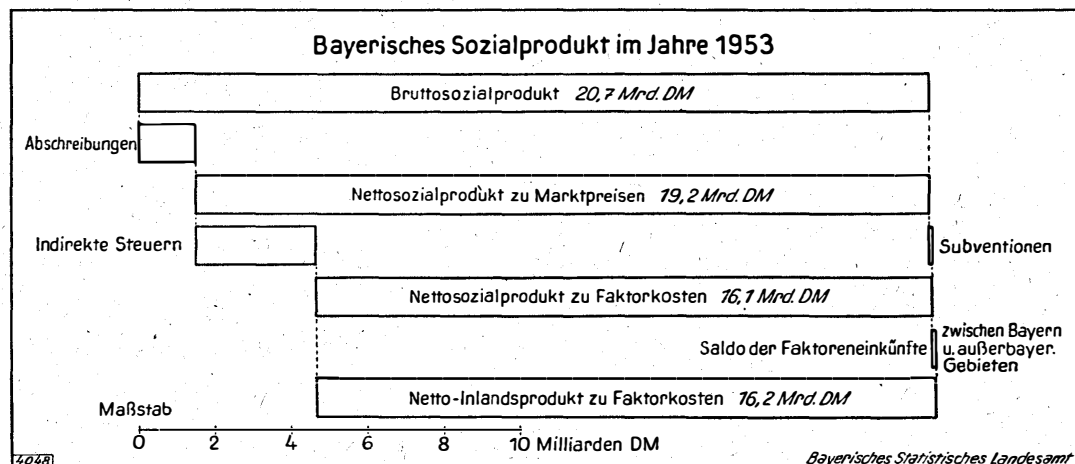 Bayerisches Sozialprodukt im Jahre 1953
Bruttosozialprodukt 20,7 Mrd. DM
Abschreibungen
Nettosozialprodukt zu Marktpreisen 19,2 Mrd. DM
Indirekte Steuern
Subventionen
Nettosozialprodukt zu Faktorkosten 16,1 Mrd. DM
Saldo der Faktoreneinkünfte
zwischen Bayern
u. außerbayer.
Gebieten
Netto-Inlandsprodukt zu Faktorkosten 16,2 Mrd. DM
Maßstab
0 2 4 6 8 10 Milliarden DM
4048
Bayerisches Statistisches Landesamt